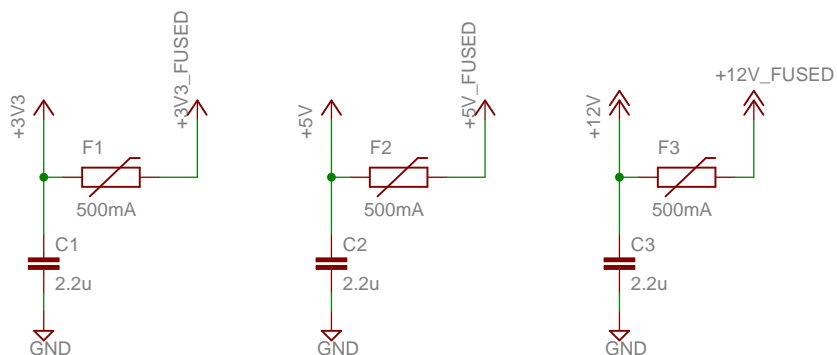 +3V3
+3V3_FUSED
F1
500mA
C1
2.2u
GND
+5V
+5V_FUSED
F2
500mA
C2
2.2u
GND
+12V
+12V_FUSED
F3
500mA
C3
2.2u
GND